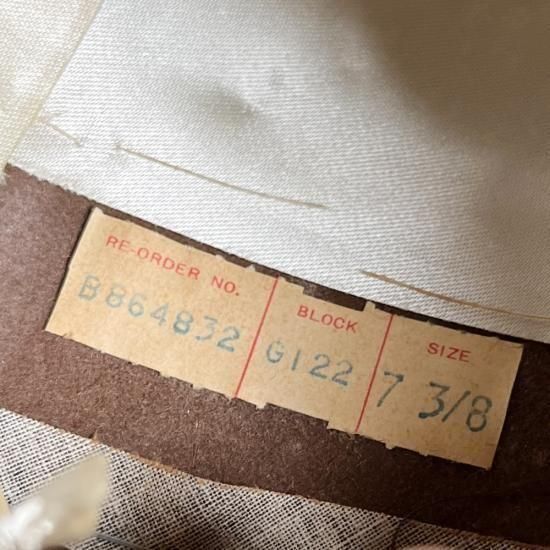 RE-ORDER NO. BLOCK SIZE
B864832 G122 7 3/8